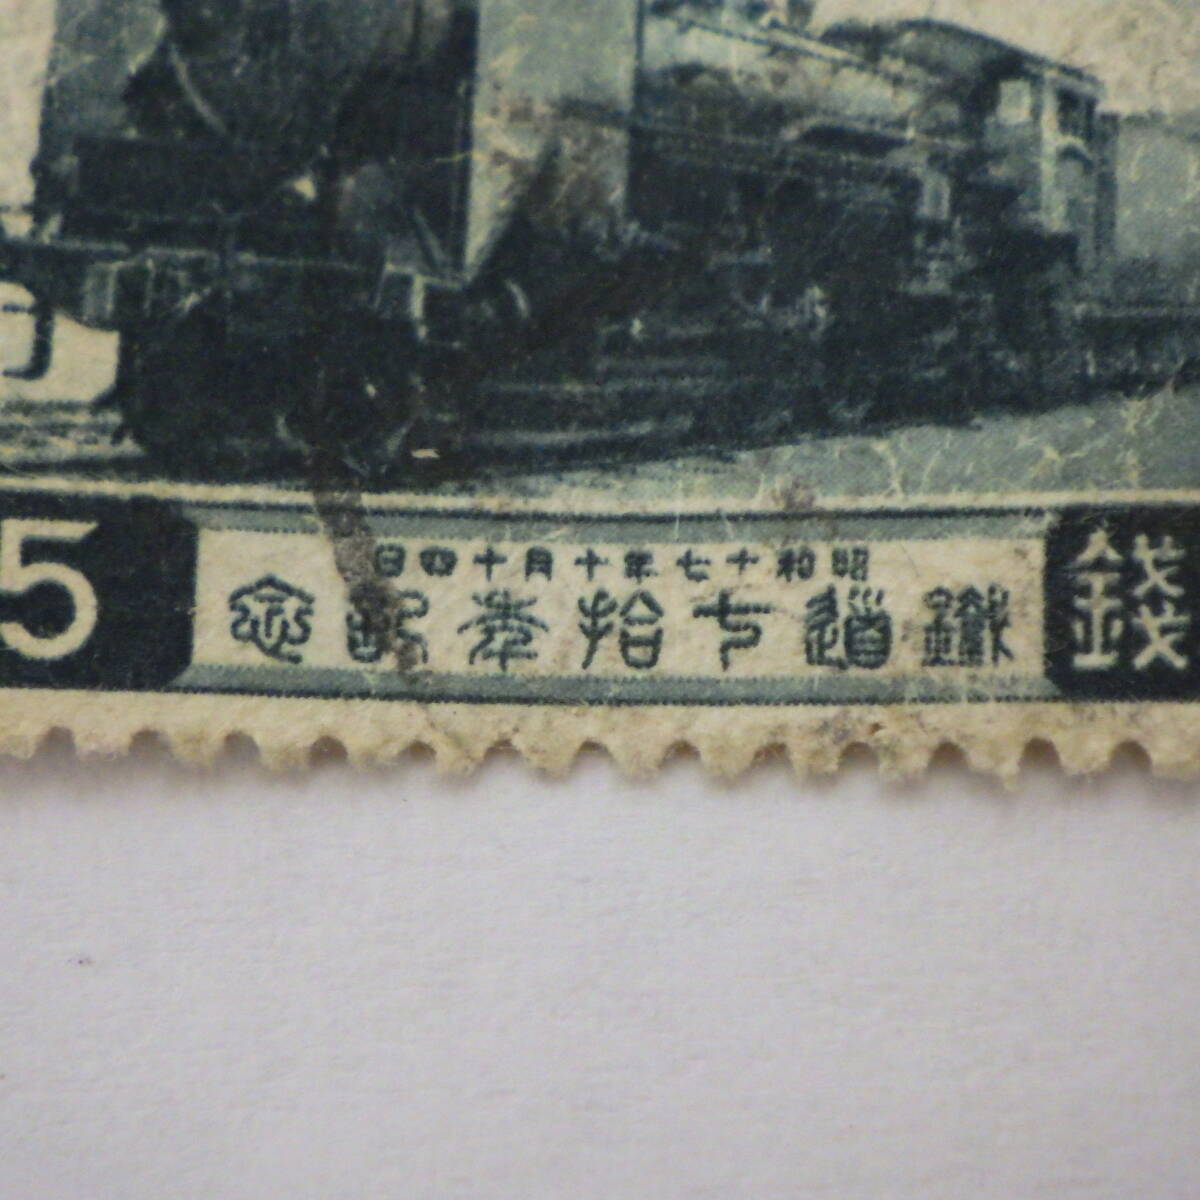 昭和十七年十月十四日
鐵道七拾年記念
5
錢